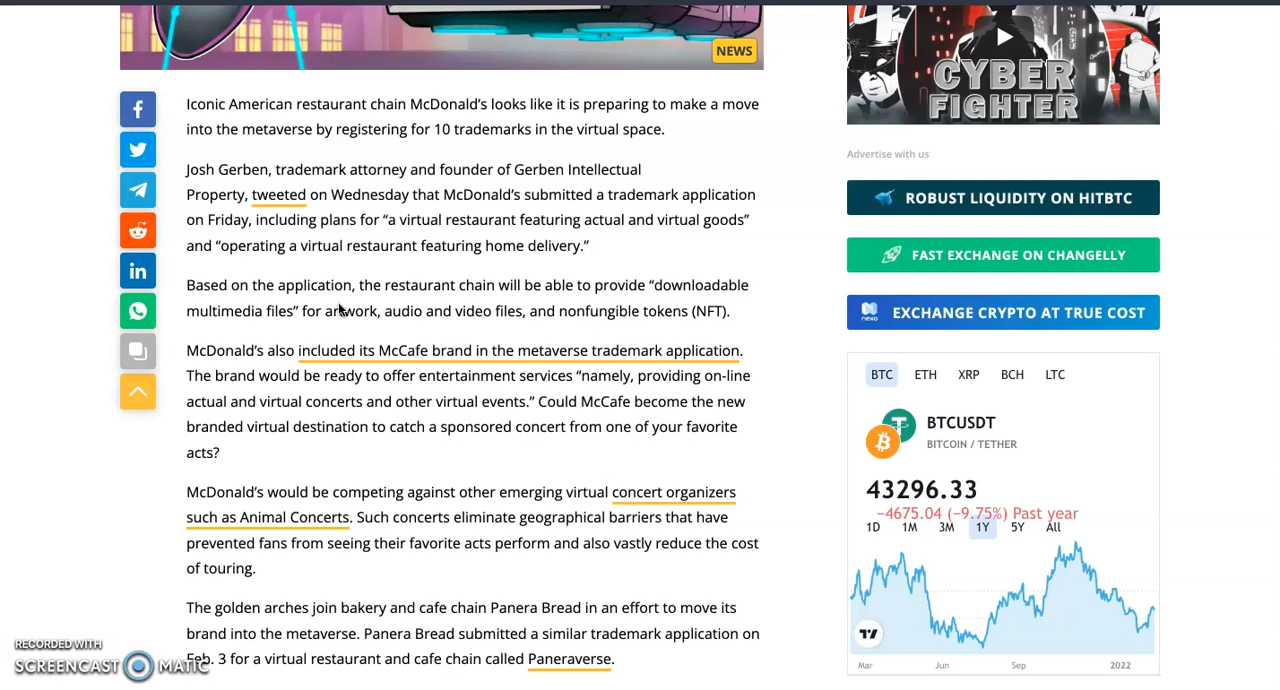 NEWS
Iconic American restaurant chain McDonald’s looks like it is preparing to make a move
into the metaverse by registering for 10 trademarks in the virtual space.
Josh Gerben, trademark attorney and founder of Gerben Intellectual
Property, tweeted on Wednesday that McDonald’s submitted a trademark application
on Friday, including plans for “a virtual restaurant featuring actual and virtual goods”
and “operating a virtual restaurant featuring home delivery.”
Based on the application, the restaurant chain will be able to provide “downloadable
multimedia files” for artwork, audio and video files, and nonfungible tokens (NFT).
McDonald’s also included its McCafe brand in the metaverse trademark application.
The brand would be ready to offer entertainment services “namely, providing on-line
actual and virtual concerts and other virtual events.” Could McCafe become the new
branded virtual destination to catch a sponsored concert from one of your favorite
acts?
McDonald’s would be competing against other emerging virtual concert organizers
such as Animal Concerts. Such concerts eliminate geographical barriers that have
prevented fans from seeing their favorite acts perform and also vastly reduce the cost
of touring.
The golden arches join bakery and cafe chain Panera Bread in an effort to move its
brand into the metaverse. Panera Bread submitted a similar trademark application on
Feb. 3 for a virtual restaurant and cafe chain called Paneraverse.
RECORDED WITH
SCREENCAST MATIC
CYBER
FIGHTER
Advertise with us
ROBUST LIQUIDITY ON HITBTC
FAST EXCHANGE ON CHANGELLY
nexo EXCHANGE CRYPTO AT TRUE COST
BTC ETH XRP BCH LTC
BTCUSDT
BITCOIN / TETHER
43296.33
−4675.04 (−9.75%) Past year
1D 1M 3M 1Y 5Y All
Mar Jun Sep 2022